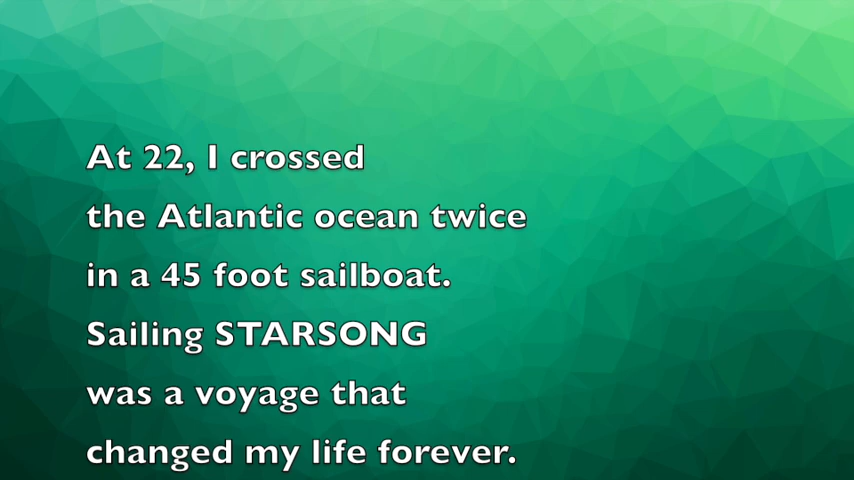 At 22, I crossed
the Atlantic ocean twice
in a 45 foot sailboat.
Sailing STARSONG
was a voyage that
changed my life forever.